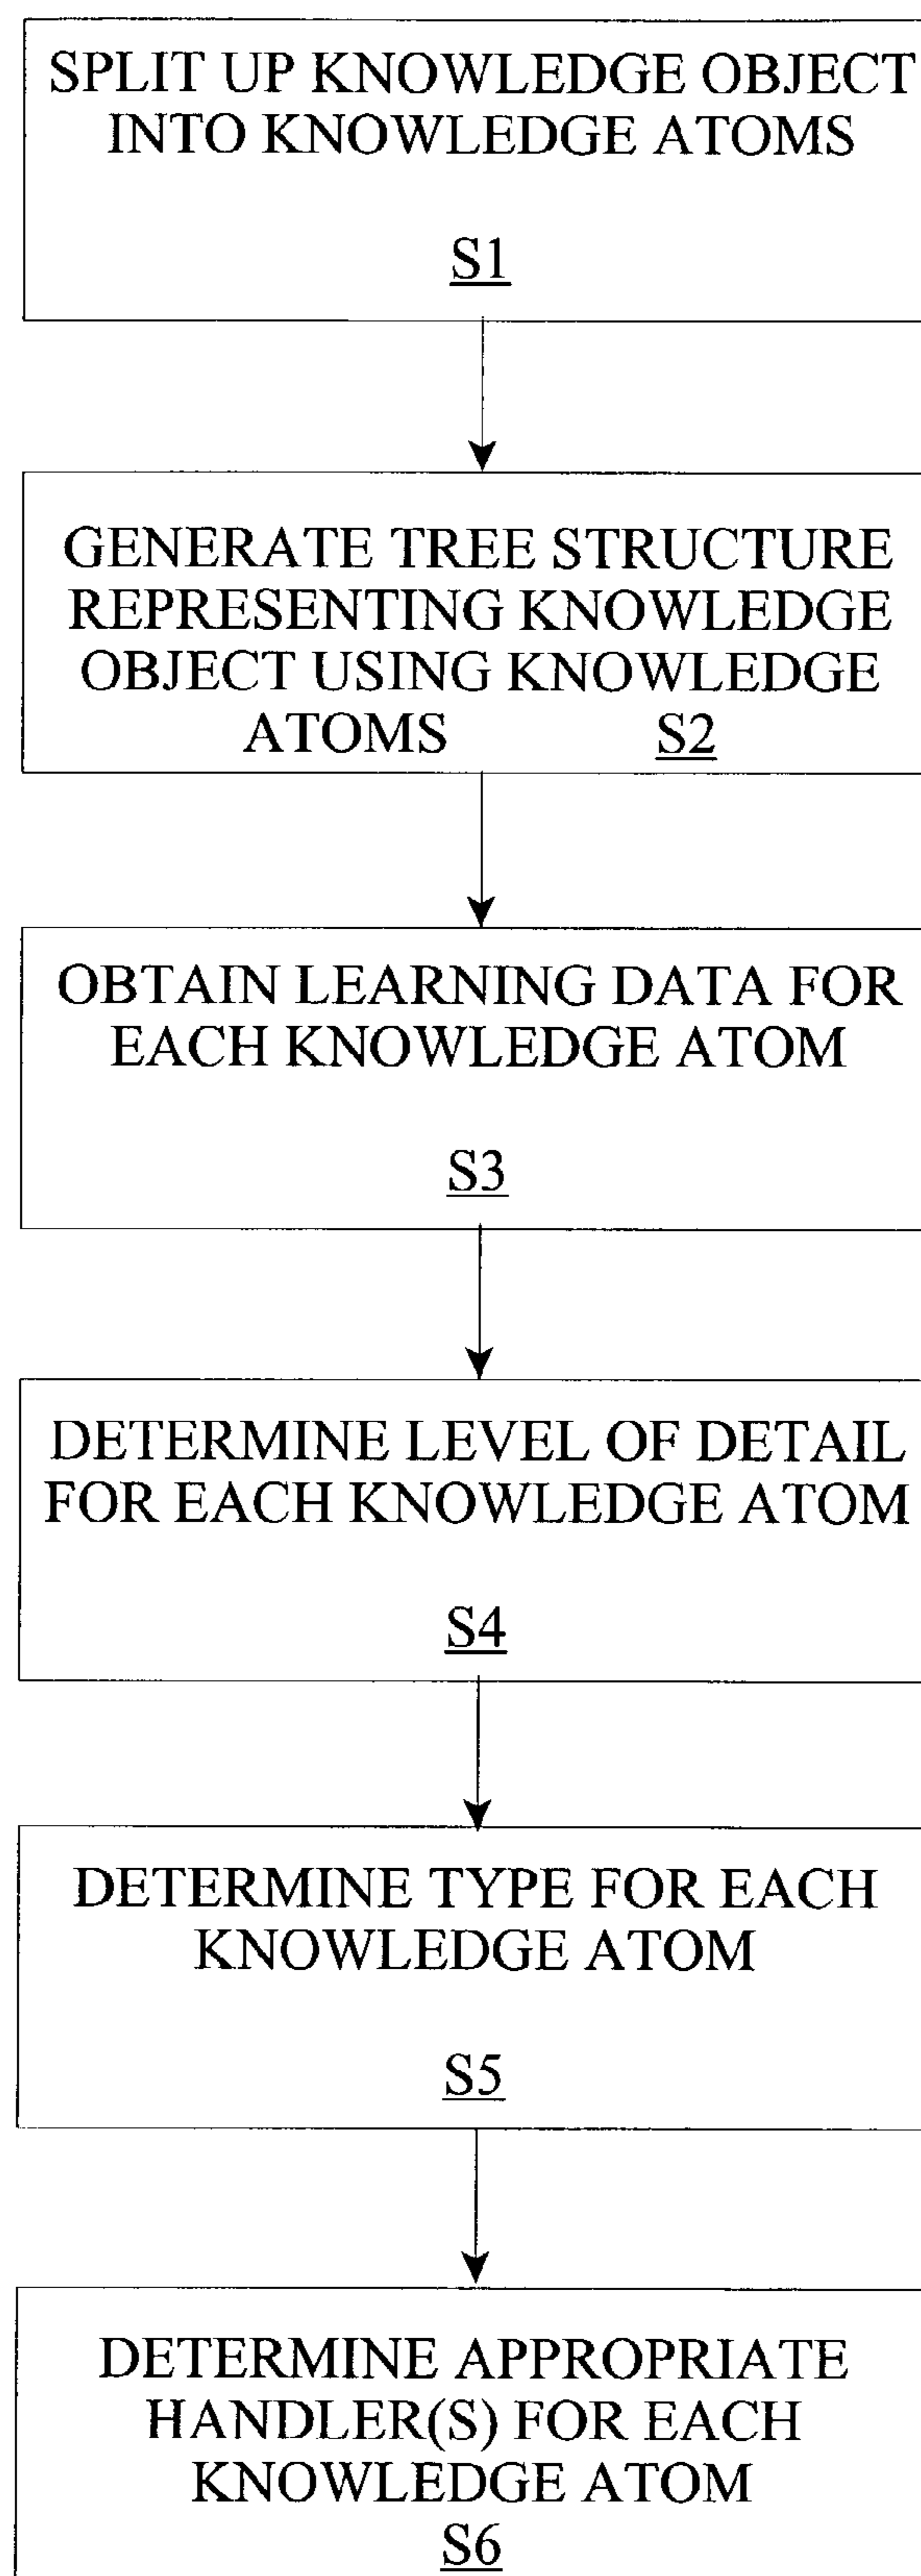 SPLIT UP KNOWLEDGE OBJECT
INTO KNOWLEDGE ATOMS
S1
GENERATE TREE STRUCTURE
REPRESENTING KNOWLEDGE
OBJECT USING KNOWLEDGE
ATOMS S2
OBTAIN LEARNING DATA FOR
EACH KNOWLEDGE ATOM
S3
DETERMINE LEVEL OF DETAIL
FOR EACH KNOWLEDGE ATOM
S4
DETERMINE TYPE FOR EACH
KNOWLEDGE ATOM
S5
DETERMINE APPROPRIATE
HANDLER(S) FOR EACH
KNOWLEDGE ATOM
S6